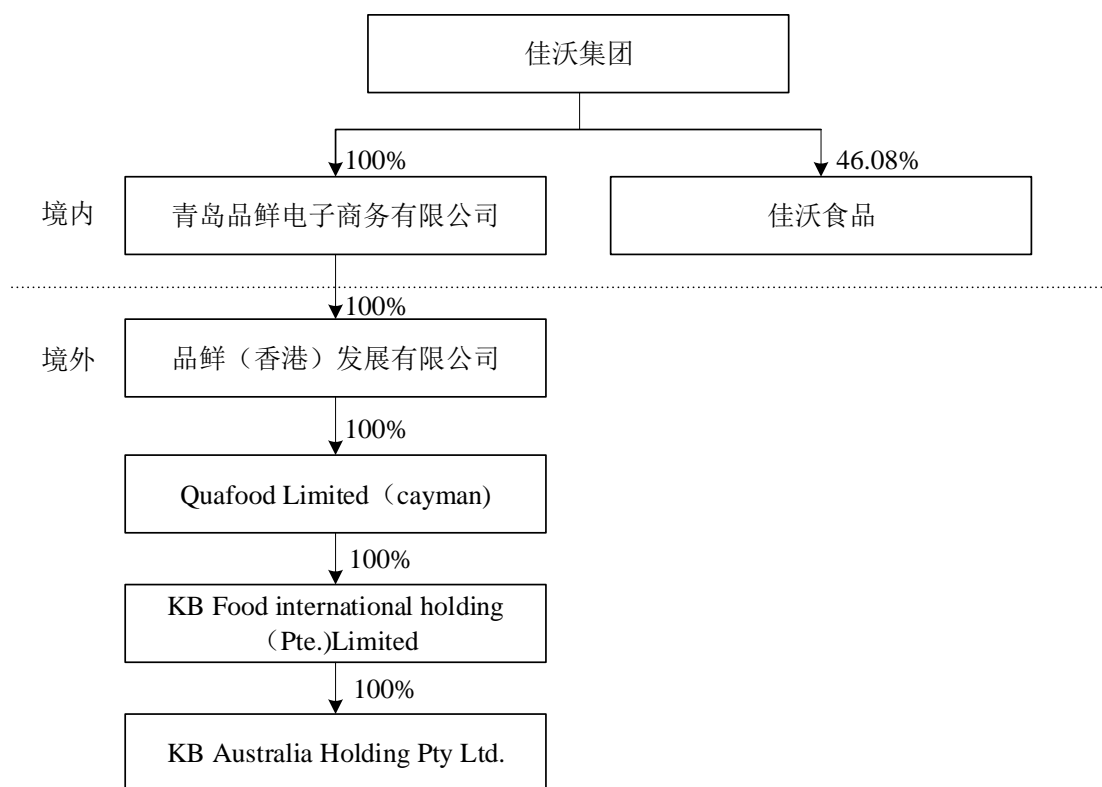 佳沃集团
100%
46.08%
境内
青岛品鲜电子商务有限公司
佳沃食品
100%
境外
品鲜（香港）发展有限公司
100%
Quafood Limited（cayman)
100%
KB Food international holding
（Pte.)Limited
100%
KB Australia Holding Pty Ltd.